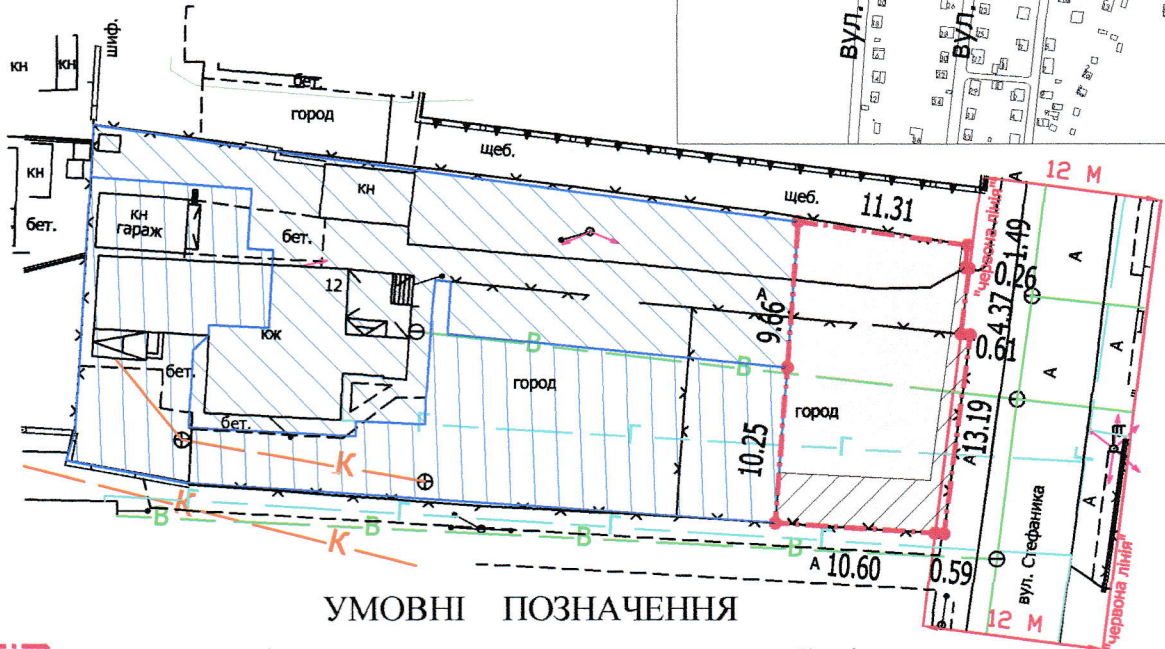 вул.
вул.
шиф.
кн
кн
бет.
город
щеб.
12 М
кн
кн
щеб.
11.31
"червона лінія"
1.49
А
А
0.26
бет.
кн
гараж
бет.
12
А
9.66
4.37
0.61
В
В
А
А
кж
город
город
бет.
Г
Г
Г
10.25
13.19
А
бет.
К
К
К
В
В
В
Г
Г
А
А
вул. Стефаника
А 10.60
0.59
12 М
"червона лінія"
УМОВНІ ПОЗНАЧЕННЯ